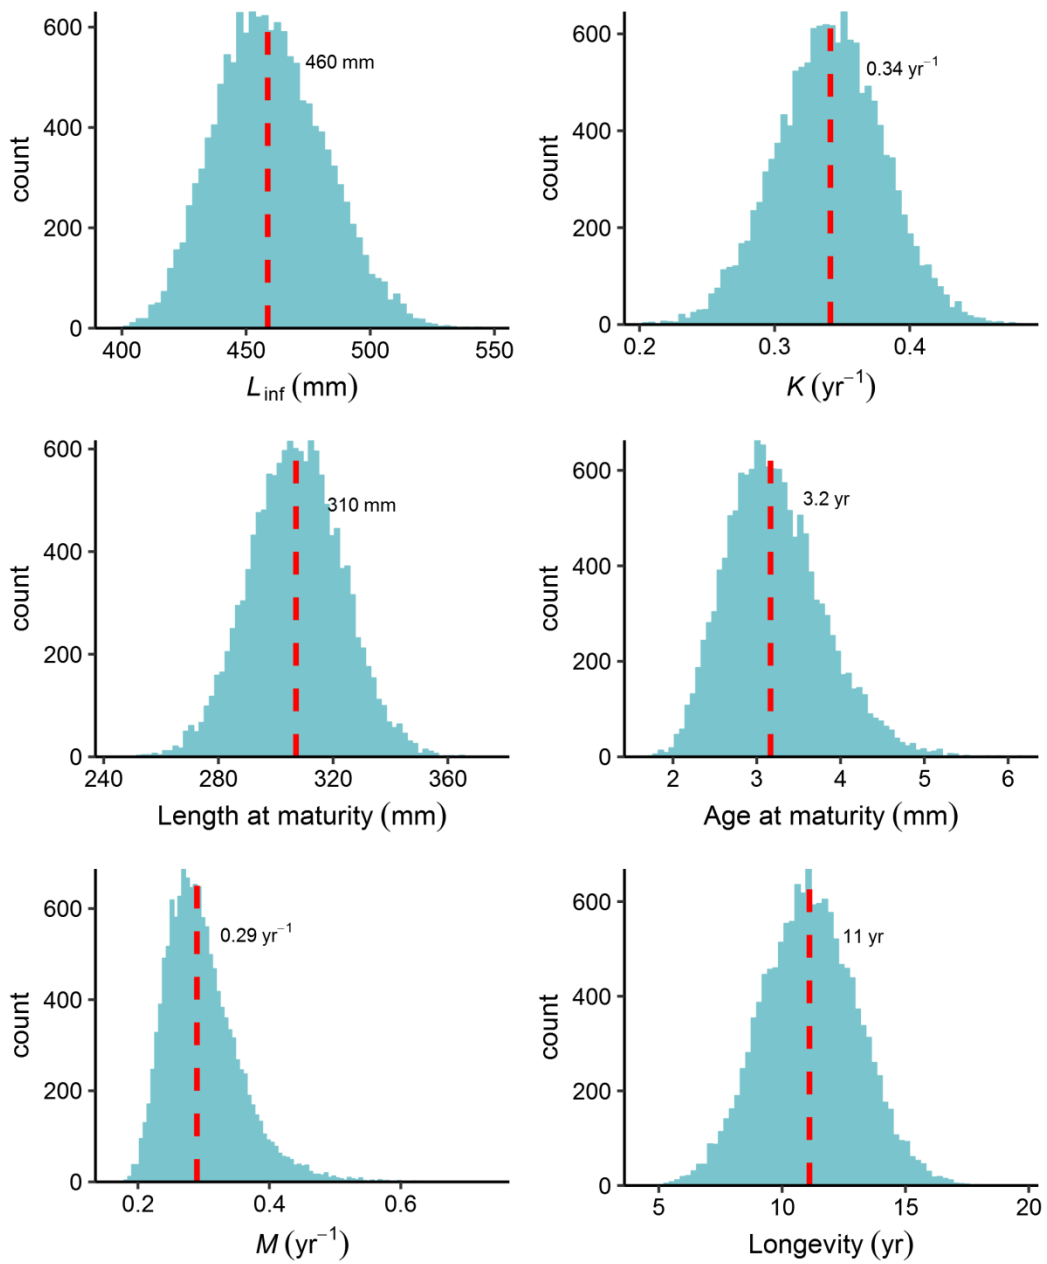 600
400
200
0
count
460 mm
400
450
500
550
L inf (mm)
600
400
200
0
count
0.34 yr⁻¹
0.2
0.3
0.4
K (yr⁻¹)
600
400
200
0
count
310 mm
240
280
320
360
Length at maturity (mm)
600
400
200
0
count
3.2 yr
2
3
4
5
6
Age at maturity (mm)
600
400
200
0
count
0.29 yr⁻¹
0.2
0.4
0.6
M (yr⁻¹)
600
400
200
0
count
11 yr
5
10
15
20
Longevity (yr)